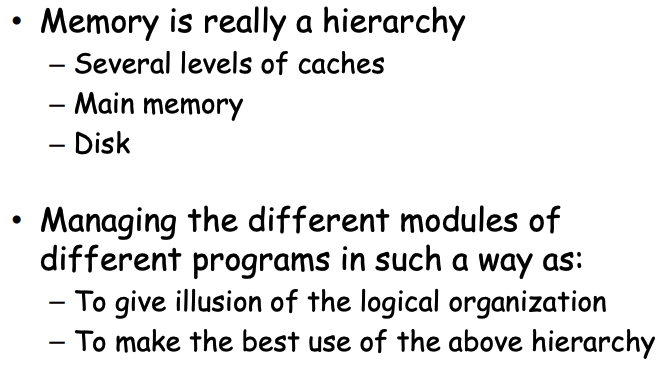 • Memory is really a hierarchy
– Several levels of caches
– Main memory
– Disk
• Managing the different modules of
different programs in such a way as:
– To give illusion of the logical organization
– To make the best use of the above hierarchy